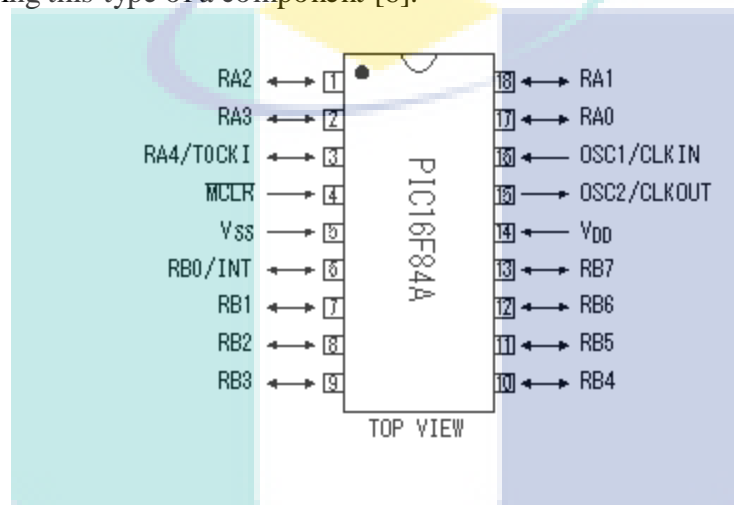 ing this type of a component [6].
RA2 1 18 RA1
RA3 2 17 RA0
RA4/T0CKI 3 16 OSC1/CLKIN
MCLR 4 15 OSC2/CLKOUT
VSS 5 14 VDD
RB0/INT 6 13 RB7
RB1 7 12 RB6
RB2 8 11 RB5
RB3 9 10 RB4
PIC16F84A
TOP VIEW